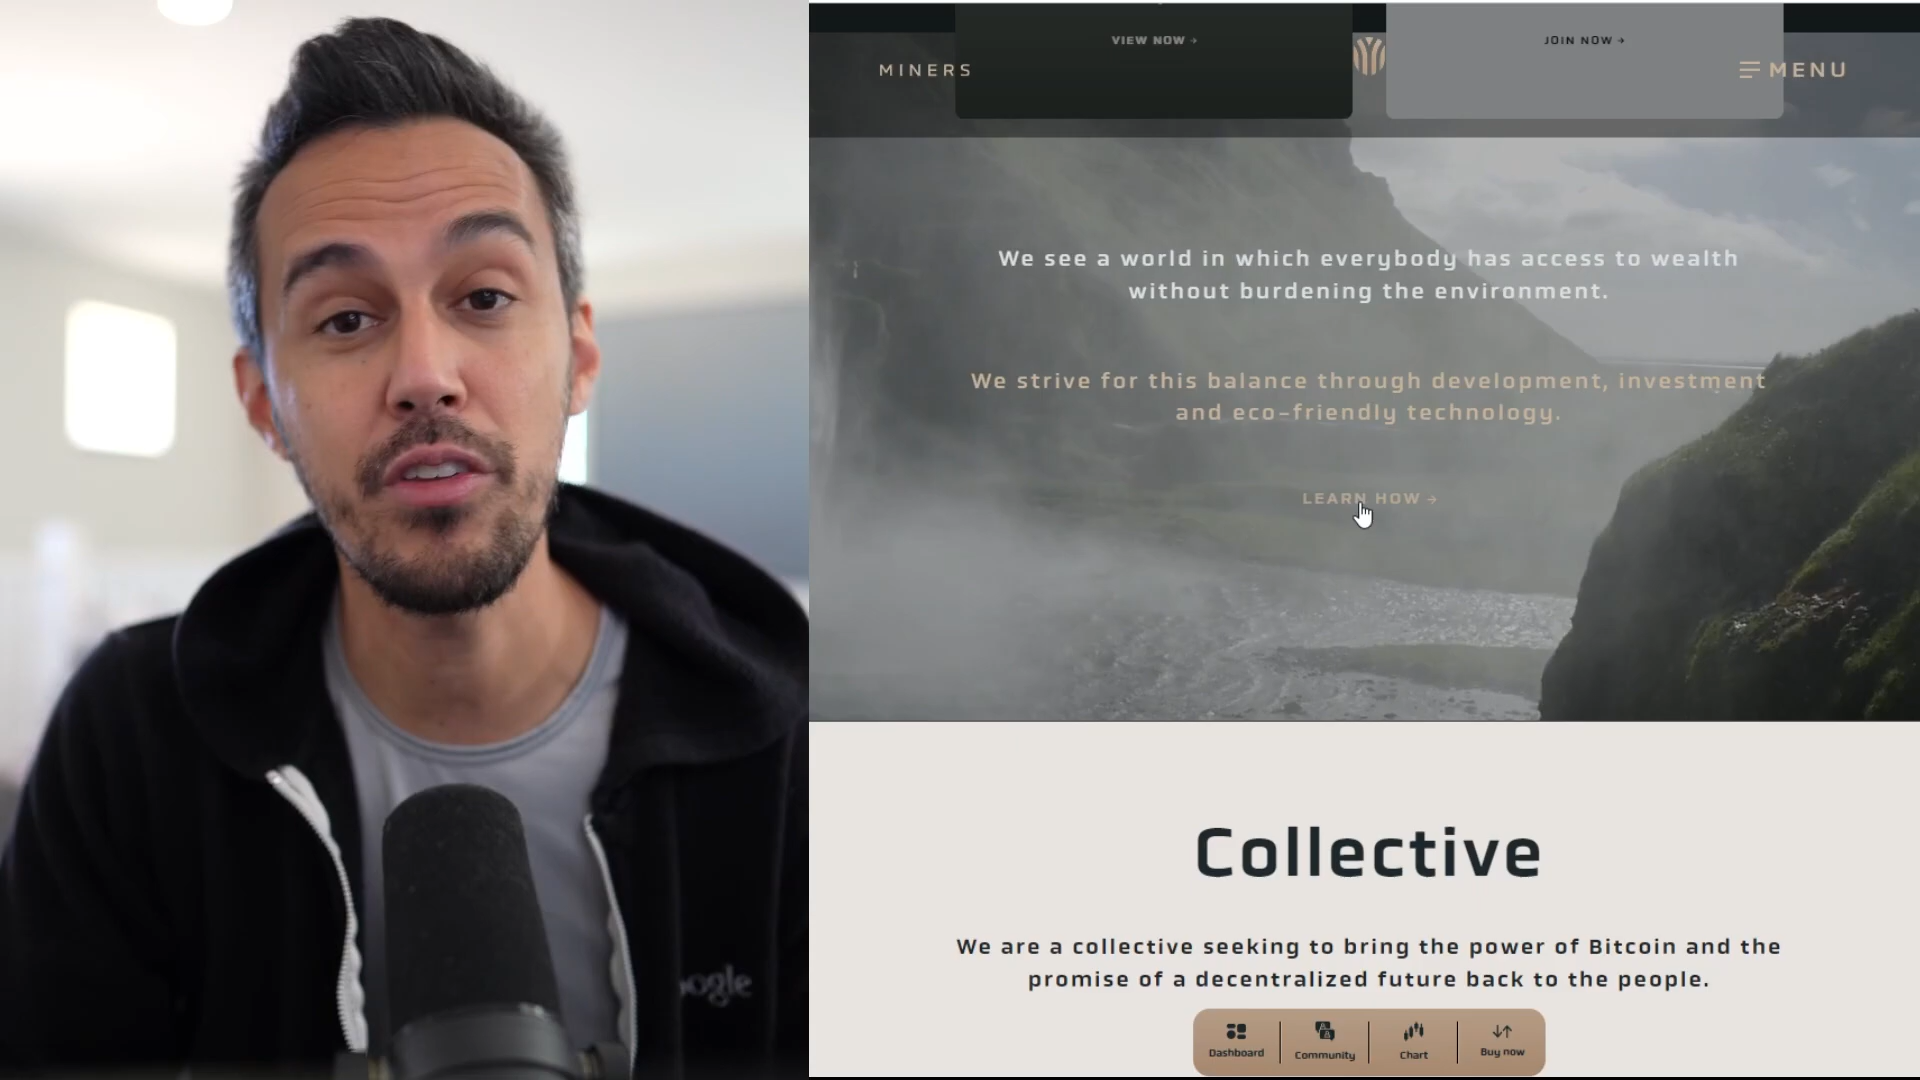 VIEW NOW →
JOIN NOW →
MINERS
MENU
We see a world in which everybody has access to wealth
without burdening the environment.
We strive for this balance through development, investment
and eco-friendly technology.
LEARN HOW →
Collective
We are a collective seeking to bring the power of Bitcoin and the
promise of a decentralized future back to the people.
oogle
Dashboard
Community
Chart
Buy now